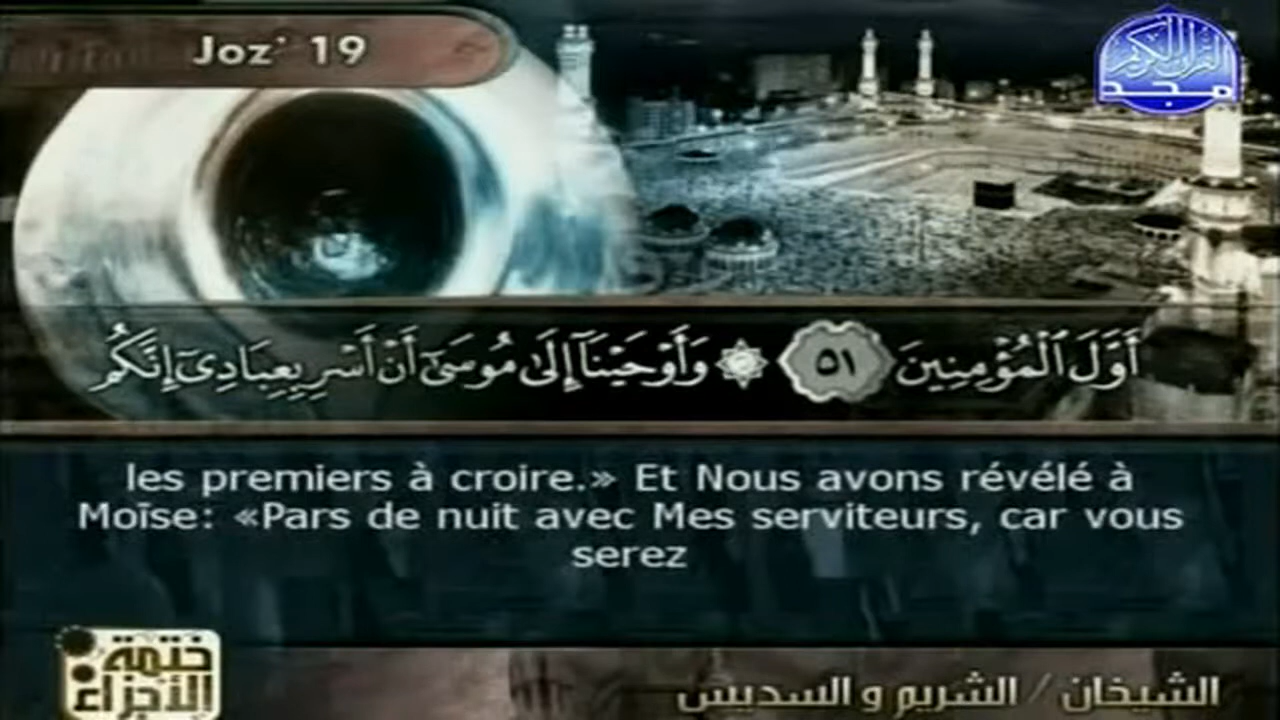 Joz' 19
القرآن الكريم
مجد
أَوَّلَ ٱلْمُؤْمِنِينَ ٥١ ۞ وَأَوْحَيْنَآ إِلَىٰ مُوسَىٰٓ أَنْ أَسْرِ بِعِبَادِىٓ إِنَّكُم
les premiers à croire.» Et Nous avons révélé à
Moïse: «Pars de nuit avec Mes serviteurs, car vous
serez
ختمة
الأجزاء
الشيخان / الشريم و السديس